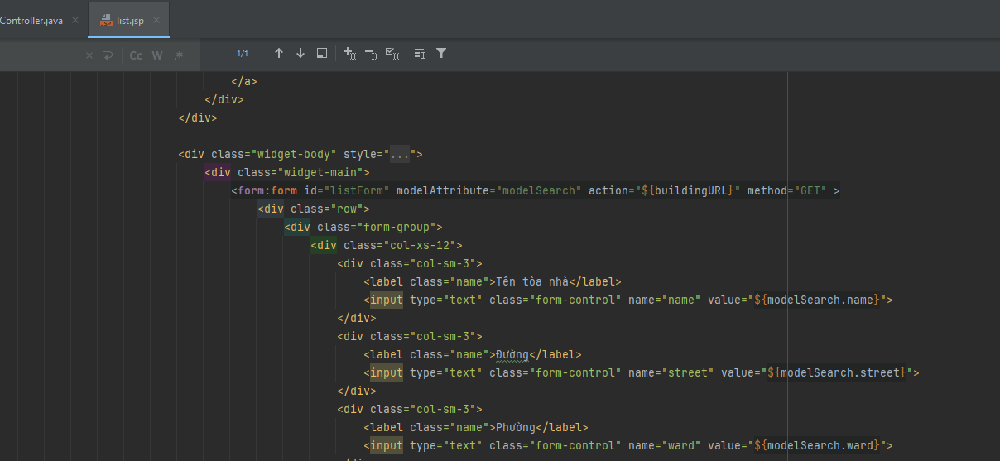 Controller.java
list.jsp
Cc W .*
1/1
</a>
</div>
</div>
<div class="widget-body" style="...">
<div class="widget-main">
<form:form id="listForm" modelAttribute="modelSearch" action="${buildingURL}" method="GET" >
<div class="row">
<div class="form-group">
<div class="col-xs-12">
<div class="col-sm-3">
<label class="name">Tên tòa nhà</label>
<input type="text" class="form-control" name="name" value="${modelSearch.name}">
</div>
<div class="col-sm-3">
<label class="name">Đường</label>
<input type="text" class="form-control" name="street" value="${modelSearch.street}">
</div>
<div class="col-sm-3">
<label class="name">Phường</label>
<input type="text" class="form-control" name="ward" value="${modelSearch.ward}">